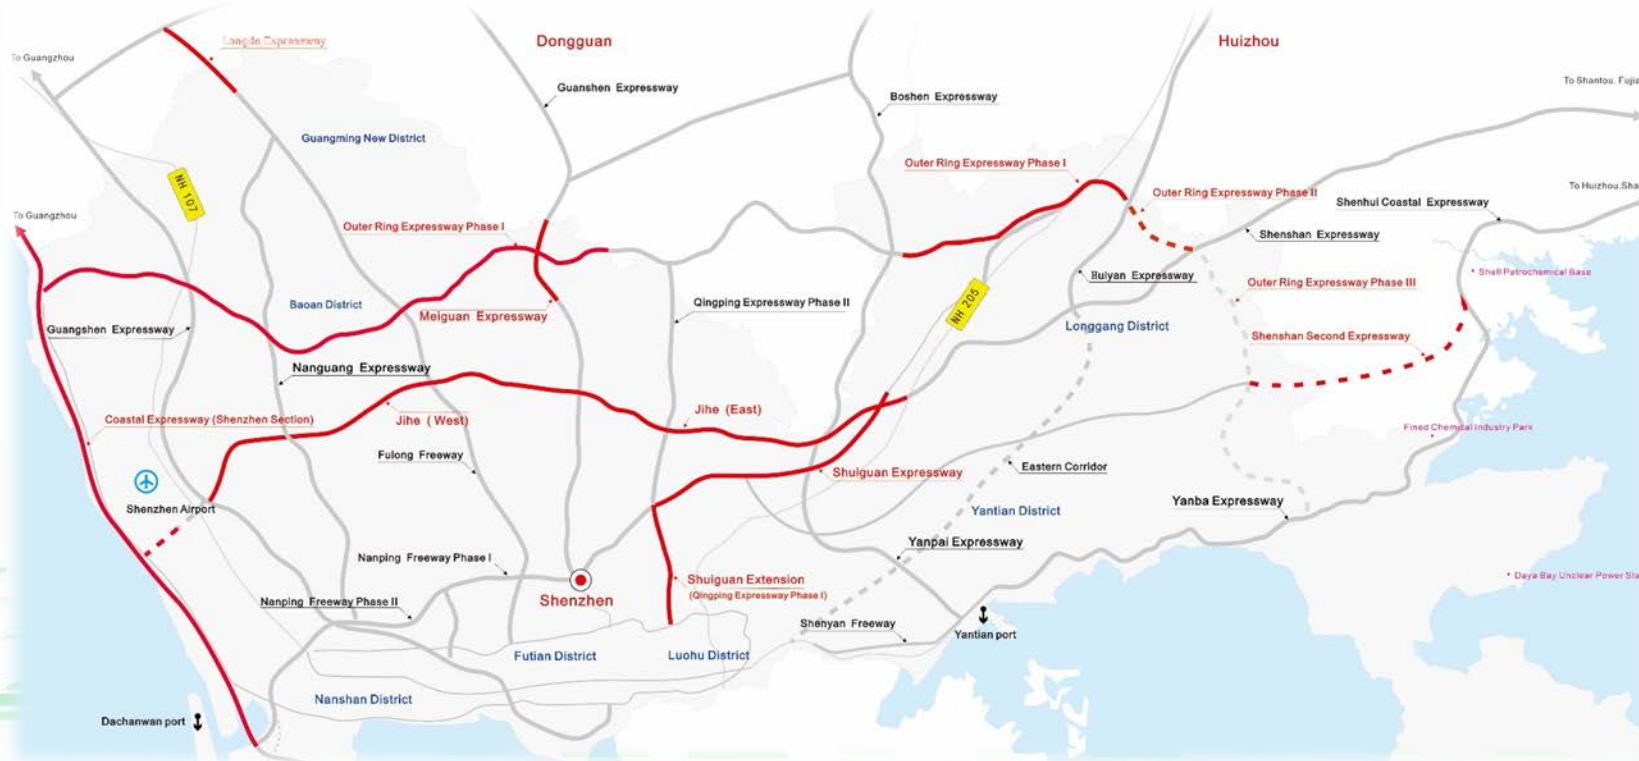 Dongguan
Huizhou
Longda Expressway
To Guangzhou
To Shantou, Fujia
Guanshen Expressway
Boshen Expressway
Guangming New District
Outer Ring Expressway Phase I
NH 107
To Huizhou,Sha
Outer Ring Expressway Phase II
Shenhui Coastal Expressway
To Guangzhou
Outer Ring Expressway Phase I
Shenshan Expressway
Huiyan Expressway
Shell Petrochemical Base
Outer Ring Expressway Phase III
NH 205
Baoan District
Qingping Expressway Phase II
Meiguan Expressway
Guangshen Expressway
Longgang District
Shenshan Second Expressway
Nanguang Expressway
Jihe (East)
Coastal Expressway (Shenzhen Section)
Jihe ( West)
Fined Chemical Industry Park
Fulong Freeway
Shuiguan Expressway
Eastern Corridor
Yanba Expressway
Shenzhen Airport
Yantian District
Yanpai Expressway
Nanping Freeway Phase I
Daya Bay Unclear Power Sta
Shuiguan Extension
(Qingping Expressway Phase I)
Shenzhen
Nanping Freeway Phase II
Shenyan Freeway
Yantian port
Futian District
Luohu District
Nanshan District
Dachanwan port